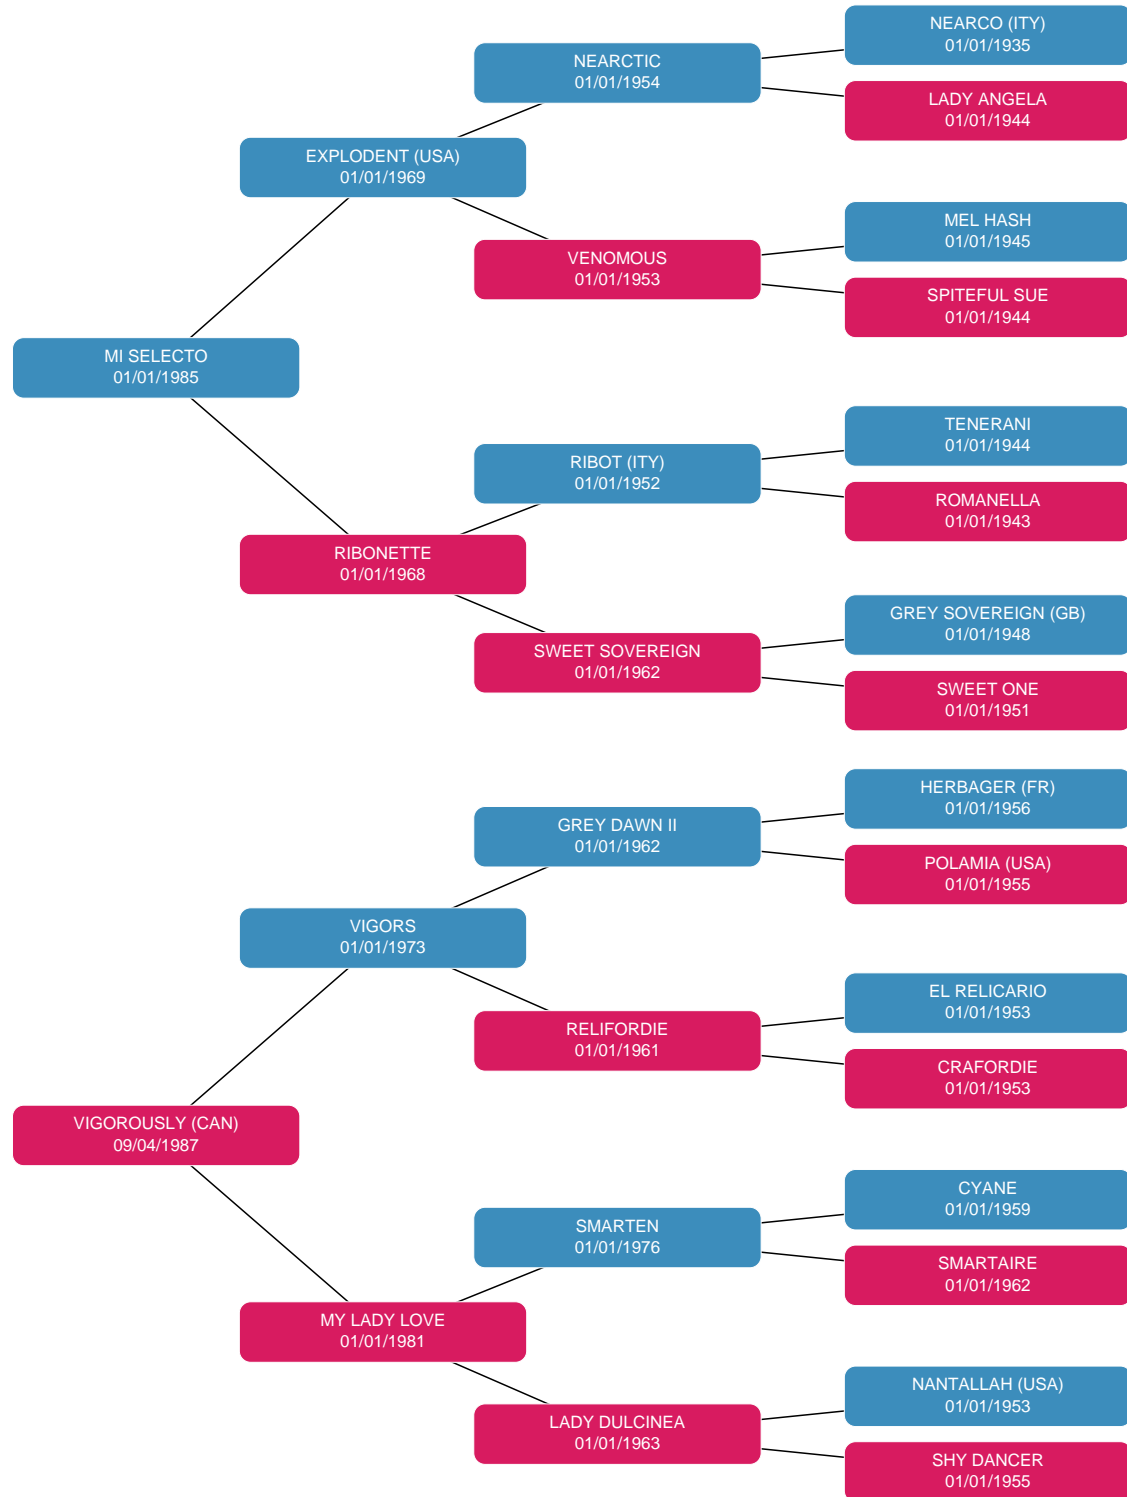 NEARCO (ITY)
01/01/1935
NEARCTIC
01/01/1954
LADY ANGELA
01/01/1944
EXPLODENT (USA)
01/01/1969
MEL HASH
01/01/1945
VENOMOUS
01/01/1953
SPITEFUL SUE
01/01/1944
MI SELECTO
01/01/1985
TENERANI
01/01/1944
RIBOT (ITY)
01/01/1952
ROMANELLA
01/01/1943
RIBONETTE
01/01/1968
GREY SOVEREIGN (GB)
01/01/1948
SWEET SOVEREIGN
01/01/1962
SWEET ONE
01/01/1951
HERBAGER (FR)
01/01/1956
GREY DAWN II
01/01/1962
POLAMIA (USA)
01/01/1955
VIGORS
01/01/1973
EL RELICARIO
01/01/1953
RELIFORDIE
01/01/1961
CRAFORDIE
01/01/1953
VIGOROUSLY (CAN)
09/04/1987
CYANE
01/01/1959
SMARTEN
01/01/1976
SMARTAIRE
01/01/1962
MY LADY LOVE
01/01/1981
NANTALLAH (USA)
01/01/1953
LADY DULCINEA
01/01/1963
SHY DANCER
01/01/1955